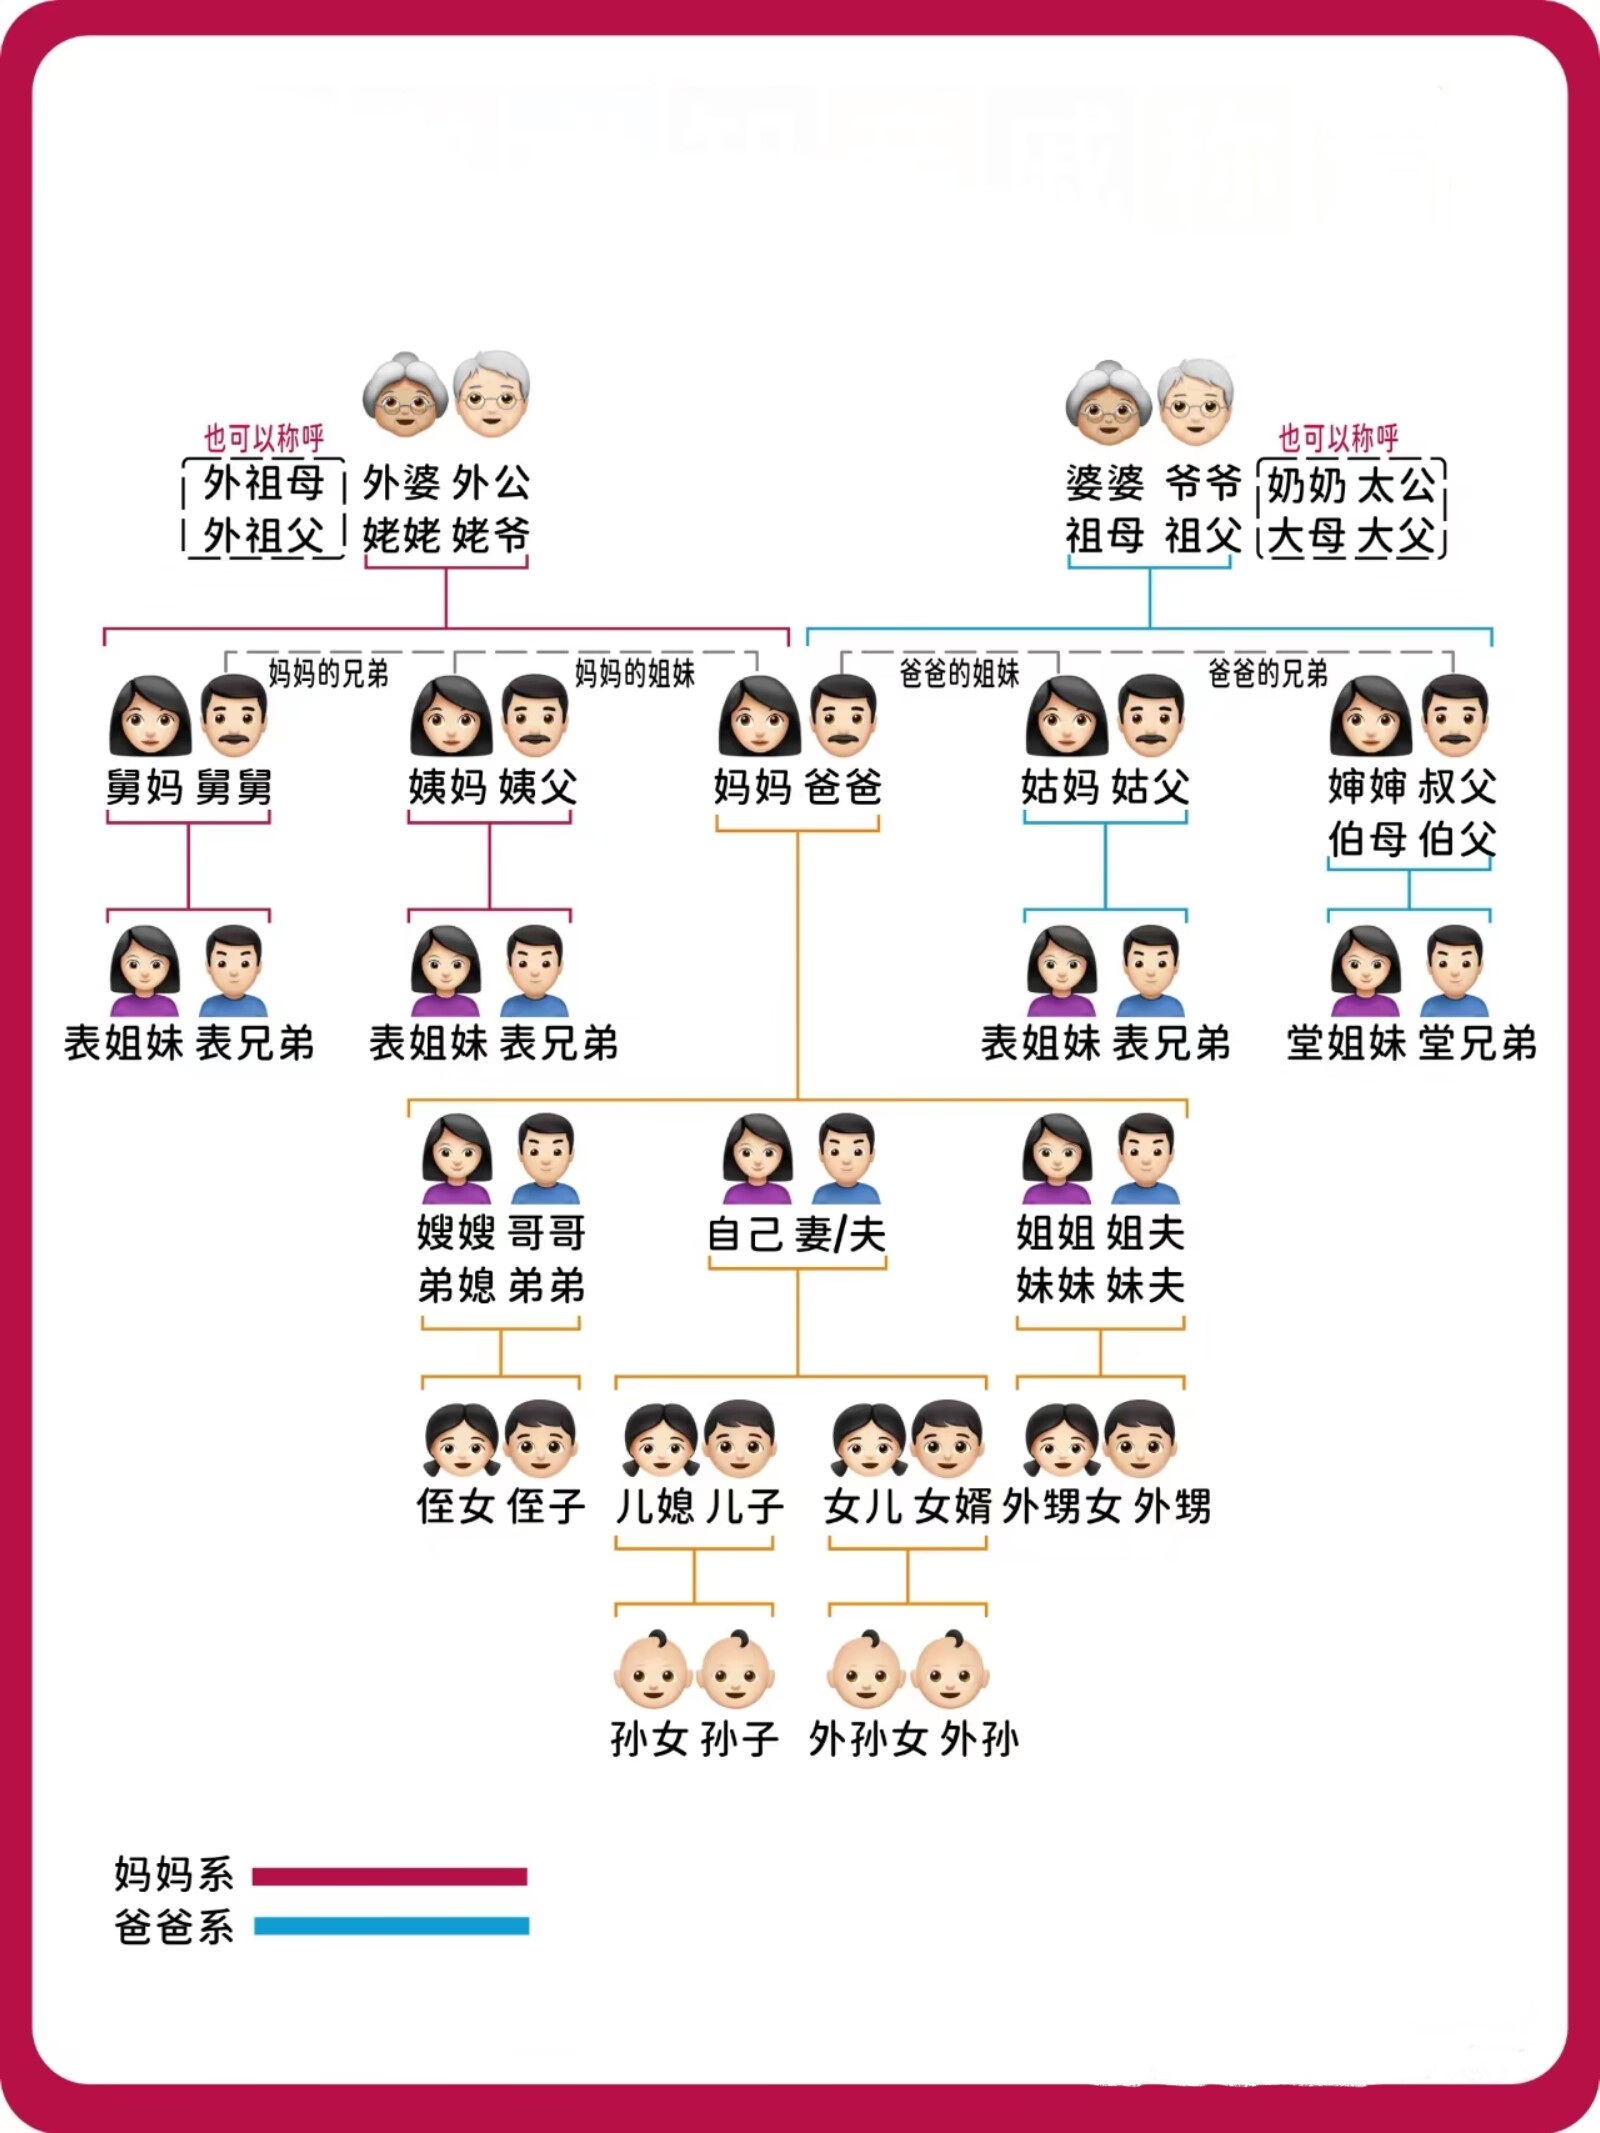 也可以称呼
外祖母
外祖父
外婆 外公
姥姥 姥爷
婆婆 爷爷
祖母 祖父
也可以称呼
奶奶 太公
大母 大父
妈妈的兄弟
妈妈的姐妹
爸爸的姐妹
爸爸的兄弟
舅妈 舅舅
姨妈 姨父
妈妈 爸爸
姑妈 姑父
婶婶 叔父
伯母 伯父
表姐妹 表兄弟
表姐妹 表兄弟
表姐妹 表兄弟
堂姐妹 堂兄弟
嫂嫂 哥哥
弟媳 弟弟
自己 妻/夫
姐姐 姐夫
妹妹 妹夫
侄女 侄子
儿媳 儿子
女儿 女婿
外甥女 外甥
孙女 孙子
外孙女 外孙
妈妈系
爸爸系